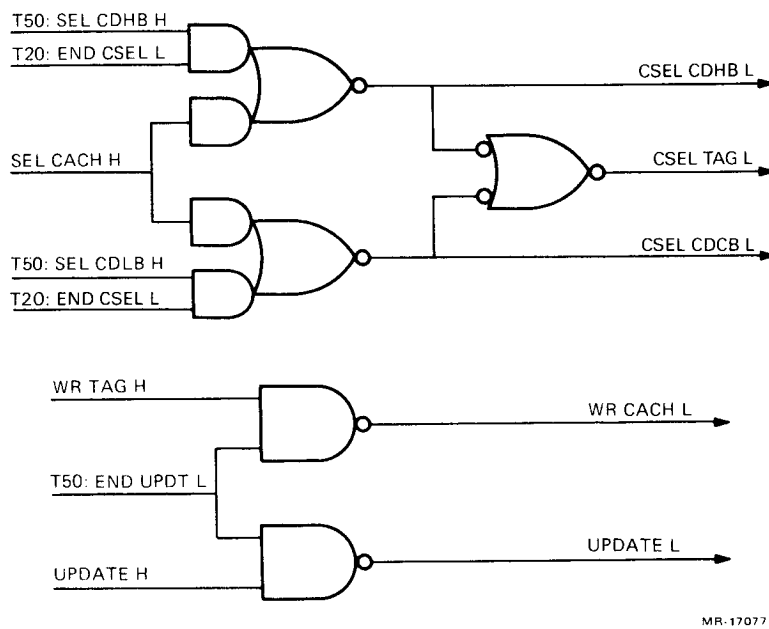 T50: SEL CDHB H
T20: END CSEL L
CSEL CDHB L
SEL CACH H
CSEL TAG L
CSEL CDCB L
T50: SEL CDLB H
T20: END CSEL L
WR TAG H
WR CACH L
T50: END UPDT L
UPDATE L
UPDATE H
MR-17077